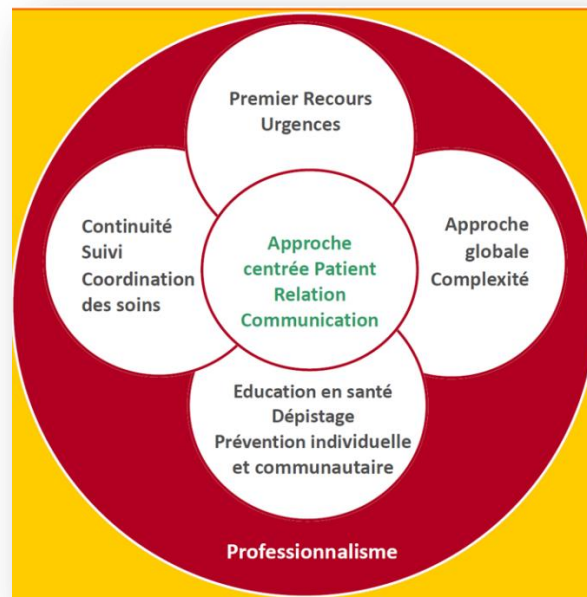 Premier Recours
Urgences
Continuité
Suivi
Coordination
des soins
Approche
centrée Patient
Relation
Communication
Approche
globale
Complexité
Education en santé
Dépistage
Prévention individuelle
et communautaire
Professionnalisme